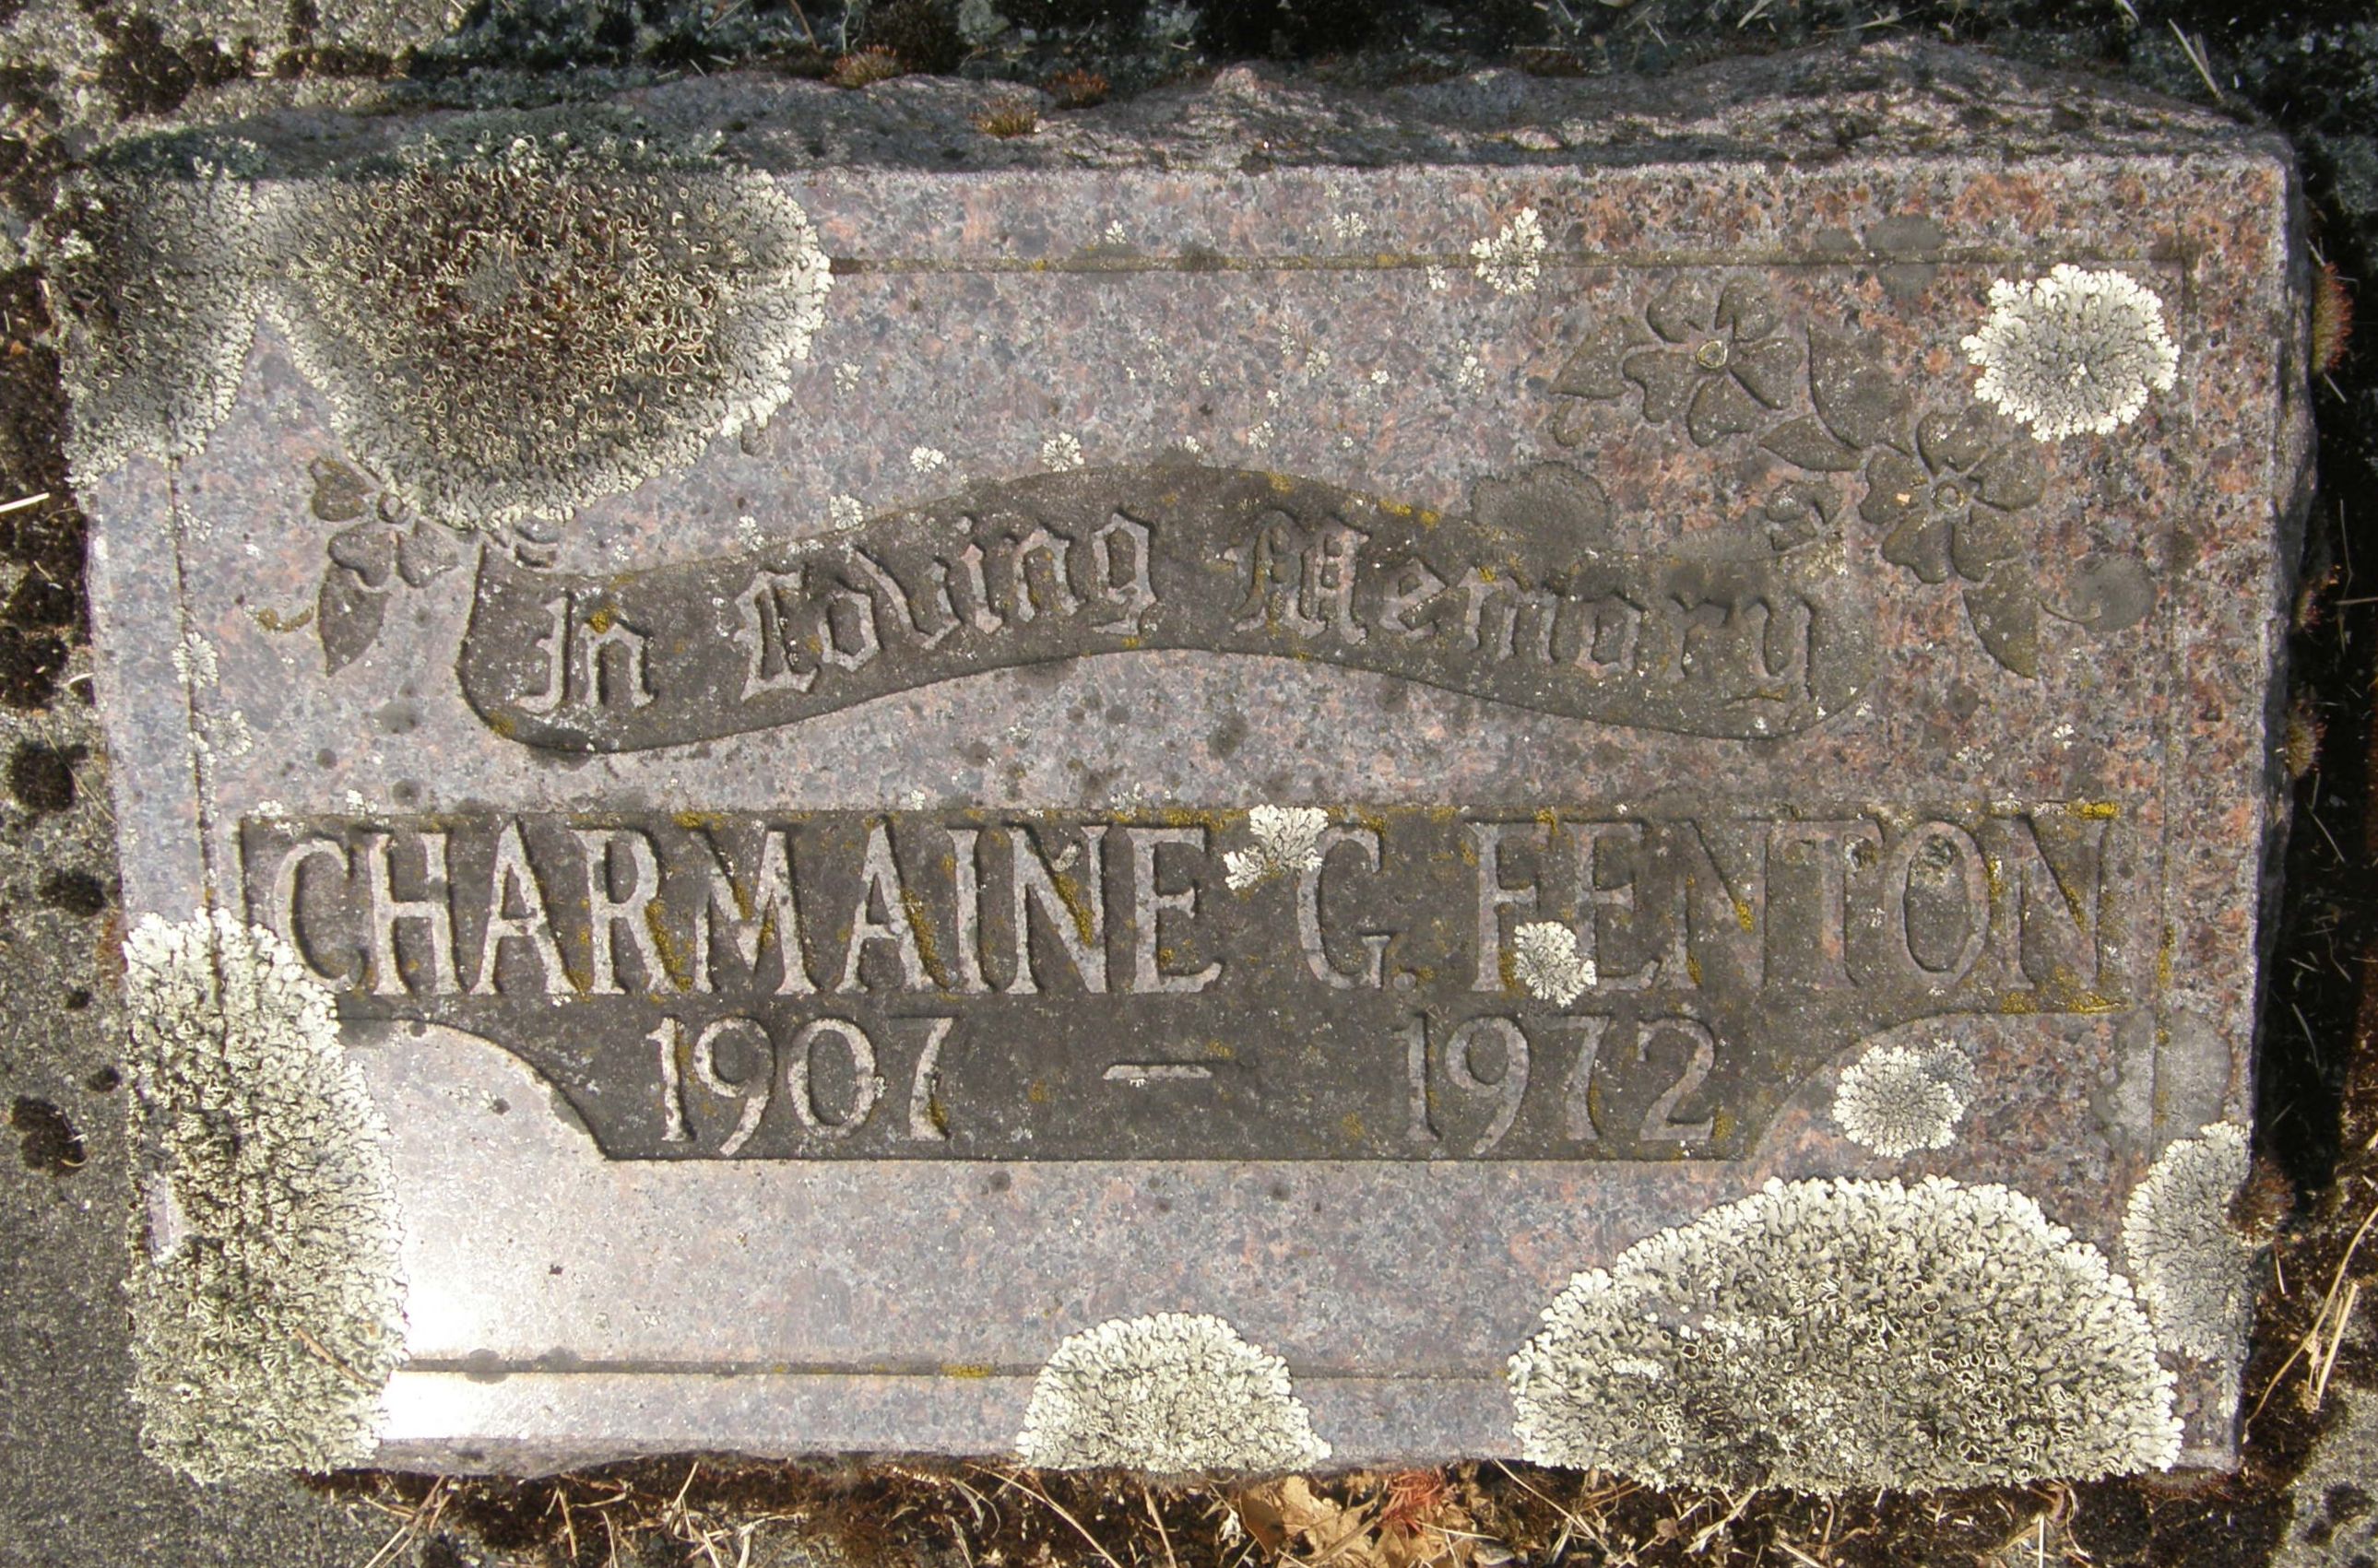 In Loving Memory
CHARMAINE G. FENTON
1907 — 1972